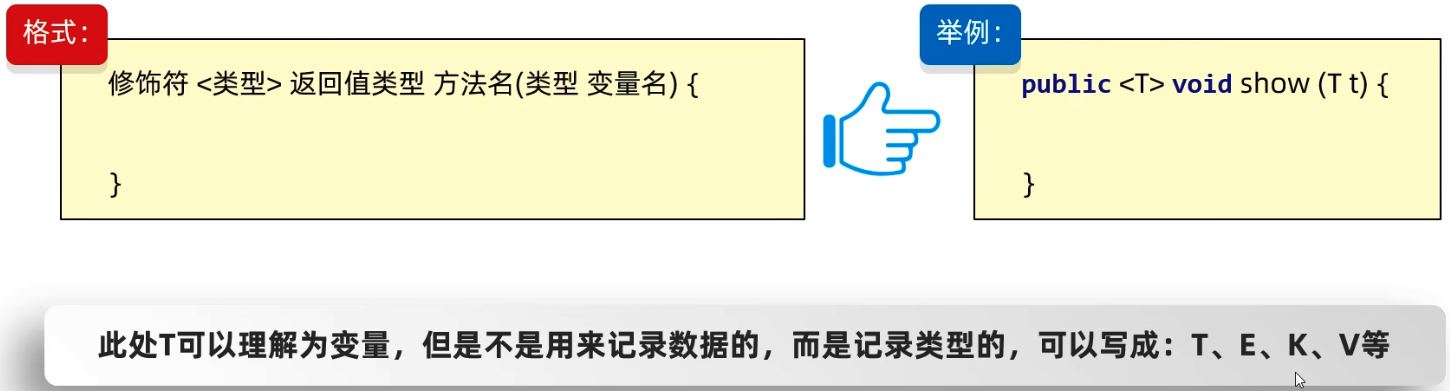 格式：
修饰符 <类型> 返回值类型 方法名(类型 变量名) {
}
举例：
public <T> void show (T t) {
}
此处T可以理解为变量，但是不是用来记录数据的，而是记录类型的，可以写成：T、E、K、V等